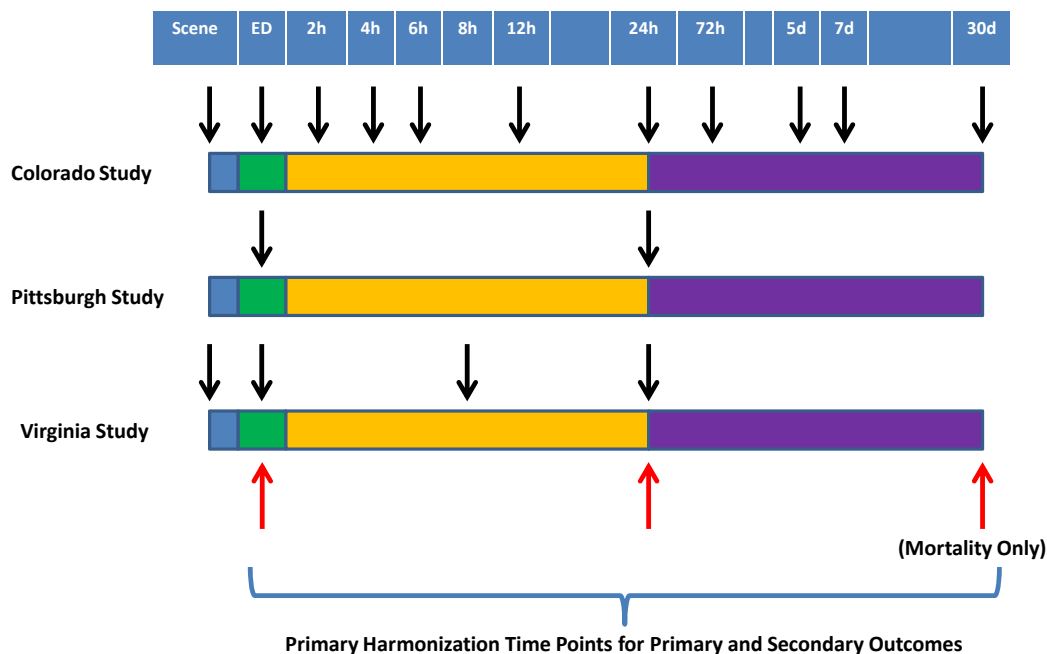 Scene ED 2h 4h 6h 8h 12h 24h 72h 5d 7d 30d
Colorado Study
Pittsburgh Study
Virginia Study
(Mortality Only)
Primary Harmonization Time Points for Primary and Secondary Outcomes